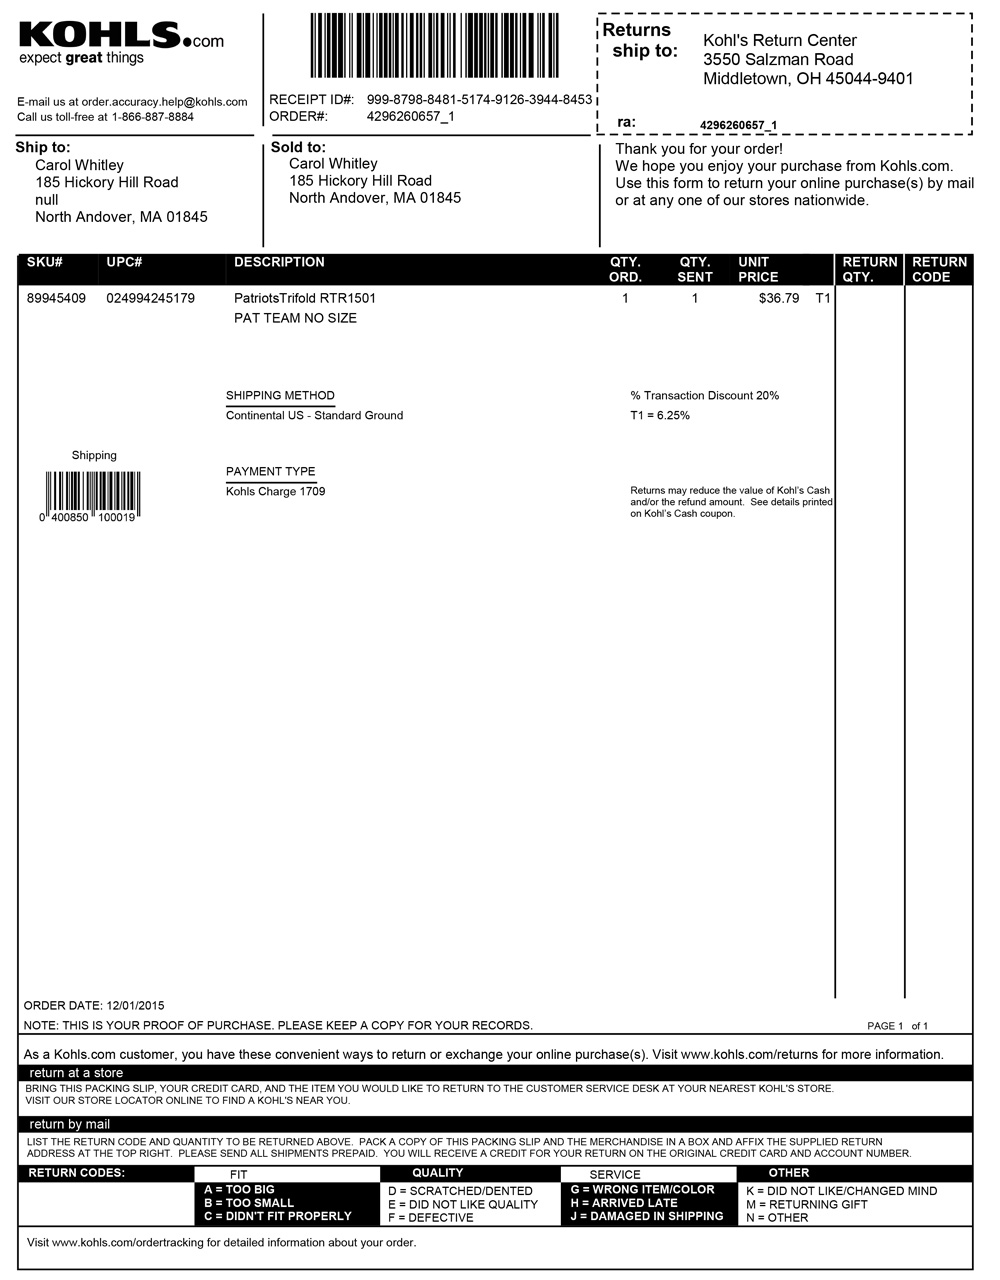 KOHLS.com
expect great things
E-mail us at order.accuracy.help@kohls.com
Call us toll-free at 1-866-887-8884
RECEIPT ID#: 999-8798-8481-5174-9126-3944-8453
ORDER#: 4296260657_1
Returns
ship to:
Kohl's Return Center
3550 Salzman Road
Middletown, OH 45044-9401
ra: 4296260657_1
Ship to:
Carol Whitley
185 Hickory Hill Road
null
North Andover, MA 01845
Sold to:
Carol Whitley
185 Hickory Hill Road
North Andover, MA 01845
Thank you for your order!
We hope you enjoy your purchase from Kohls.com.
Use this form to return your online purchase(s) by mail
or at any one of our stores nationwide.
SKU# UPC# DESCRIPTION QTY. ORD. QTY. SENT UNIT PRICE RETURN QTY. RETURN CODE
89945409 024994245179 PatriotsTrifold RTR1501 1 1 $36.79 T1
PAT TEAM NO SIZE
SHIPPING METHOD % Transaction Discount 20%
Continental US - Standard Ground T1 = 6.25%
Shipping
0 400850 100019
PAYMENT TYPE
Kohls Charge 1709
Returns may reduce the value of Kohl's Cash
and/or the refund amount. See details printed
on Kohl's Cash coupon.
ORDER DATE: 12/01/2015
NOTE: THIS IS YOUR PROOF OF PURCHASE. PLEASE KEEP A COPY FOR YOUR RECORDS. PAGE 1 of 1
As a Kohls.com customer, you have these convenient ways to return or exchange your online purchase(s). Visit www.kohls.com/returns for more information.
return at a store
BRING THIS PACKING SLIP, YOUR CREDIT CARD, AND THE ITEM YOU WOULD LIKE TO RETURN TO THE CUSTOMER SERVICE DESK AT YOUR NEAREST KOHL'S STORE.
VISIT OUR STORE LOCATOR ONLINE TO FIND A KOHL'S NEAR YOU.
return by mail
LIST THE RETURN CODE AND QUANTITY TO BE RETURNED ABOVE. PACK A COPY OF THIS PACKING SLIP AND THE MERCHANDISE IN A BOX AND AFFIX THE SUPPLIED RETURN
ADDRESS AT THE TOP RIGHT. PLEASE SEND ALL SHIPMENTS PREPAID. YOU WILL RECEIVE A CREDIT FOR YOUR RETURN ON THE ORIGINAL CREDIT CARD AND ACCOUNT NUMBER.
RETURN CODES: FIT QUALITY SERVICE OTHER
A = TOO BIG D = SCRATCHED/DENTED G = WRONG ITEM/COLOR K = DID NOT LIKE/CHANGED MIND
B = TOO SMALL E = DID NOT LIKE QUALITY H = ARRIVED LATE M = RETURNING GIFT
C = DIDN'T FIT PROPERLY F = DEFECTIVE J = DAMAGED IN SHIPPING N = OTHER
Visit www.kohls.com/ordertracking for detailed information about your order.